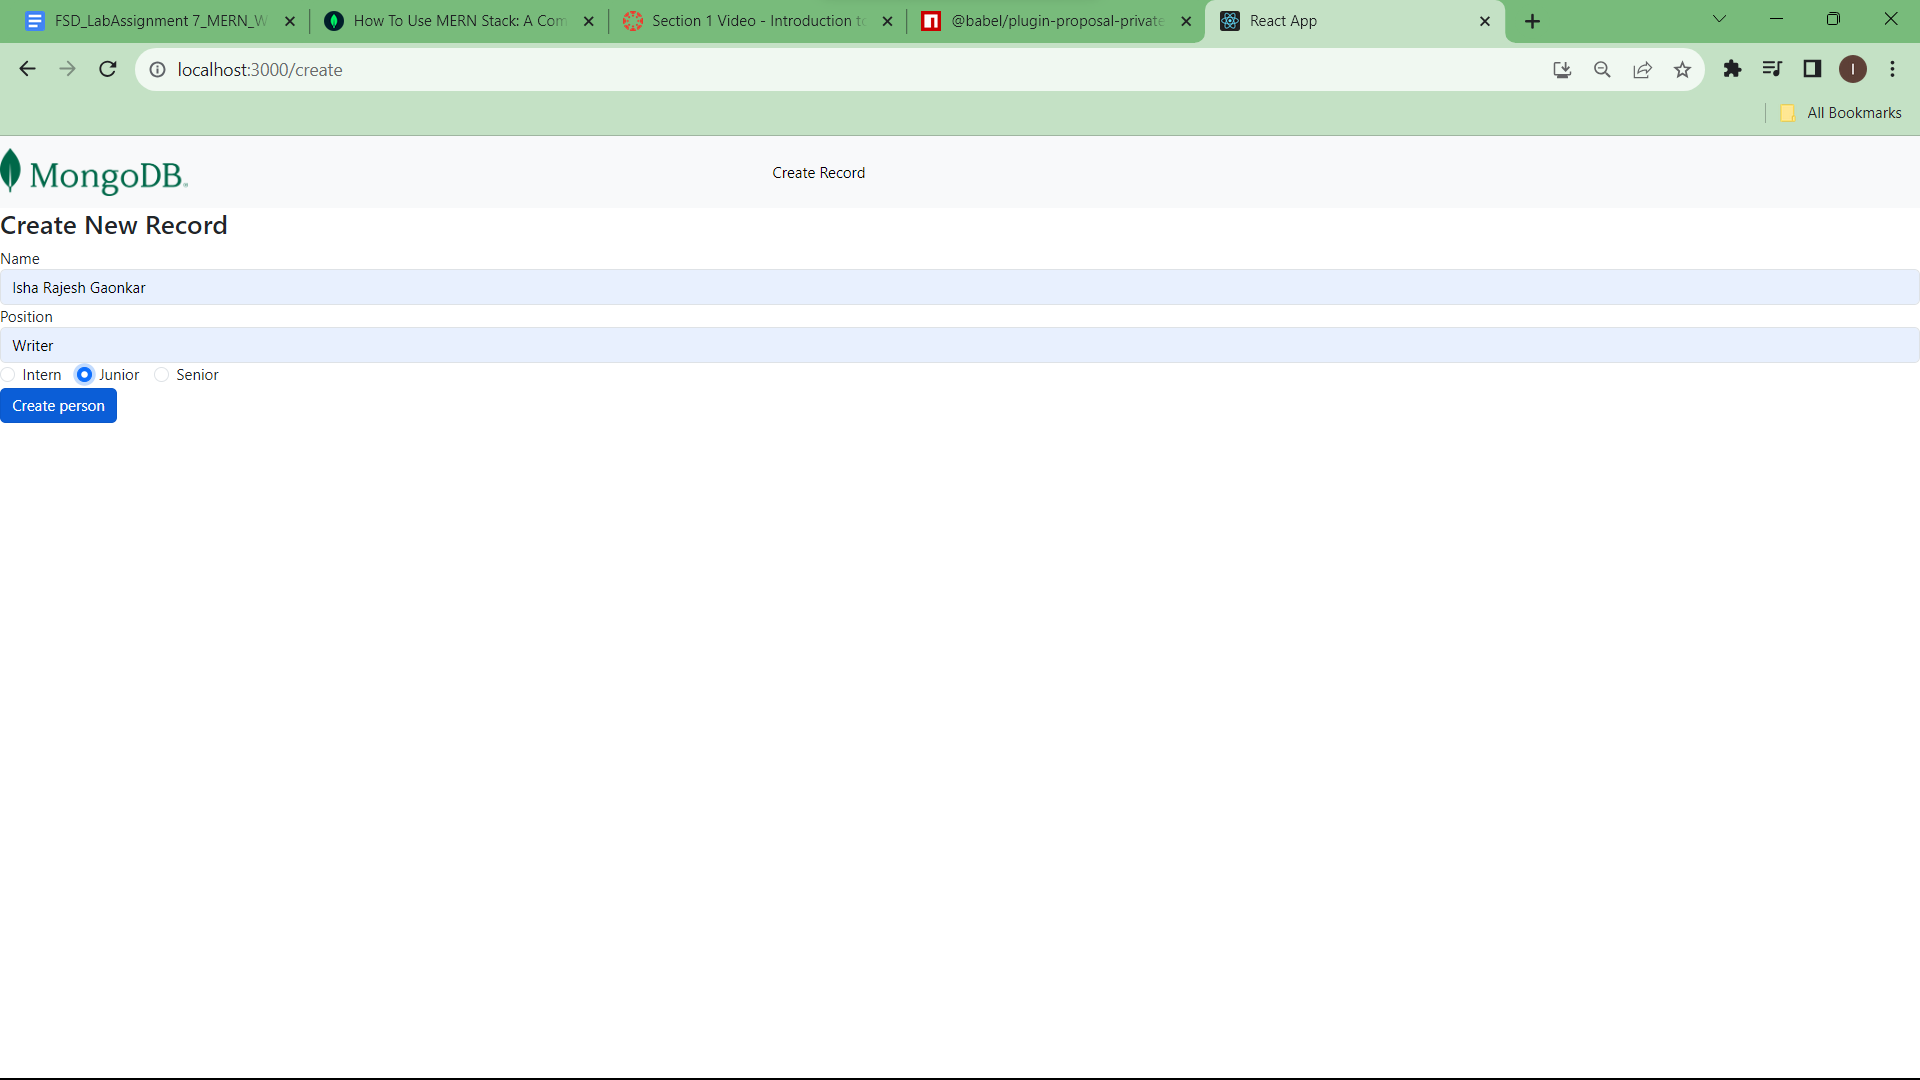 FSD_LabAssignment 7_MERN_W
How To Use MERN Stack: A Com
Section 1 Video - Introduction to
@babel/plugin-proposal-private
React App
localhost:3000/create
I
All Bookmarks
MongoDB®
Create Record
Create New Record
Name
Isha Rajesh Gaonkar
Position
Writer
Intern Junior Senior
Create person